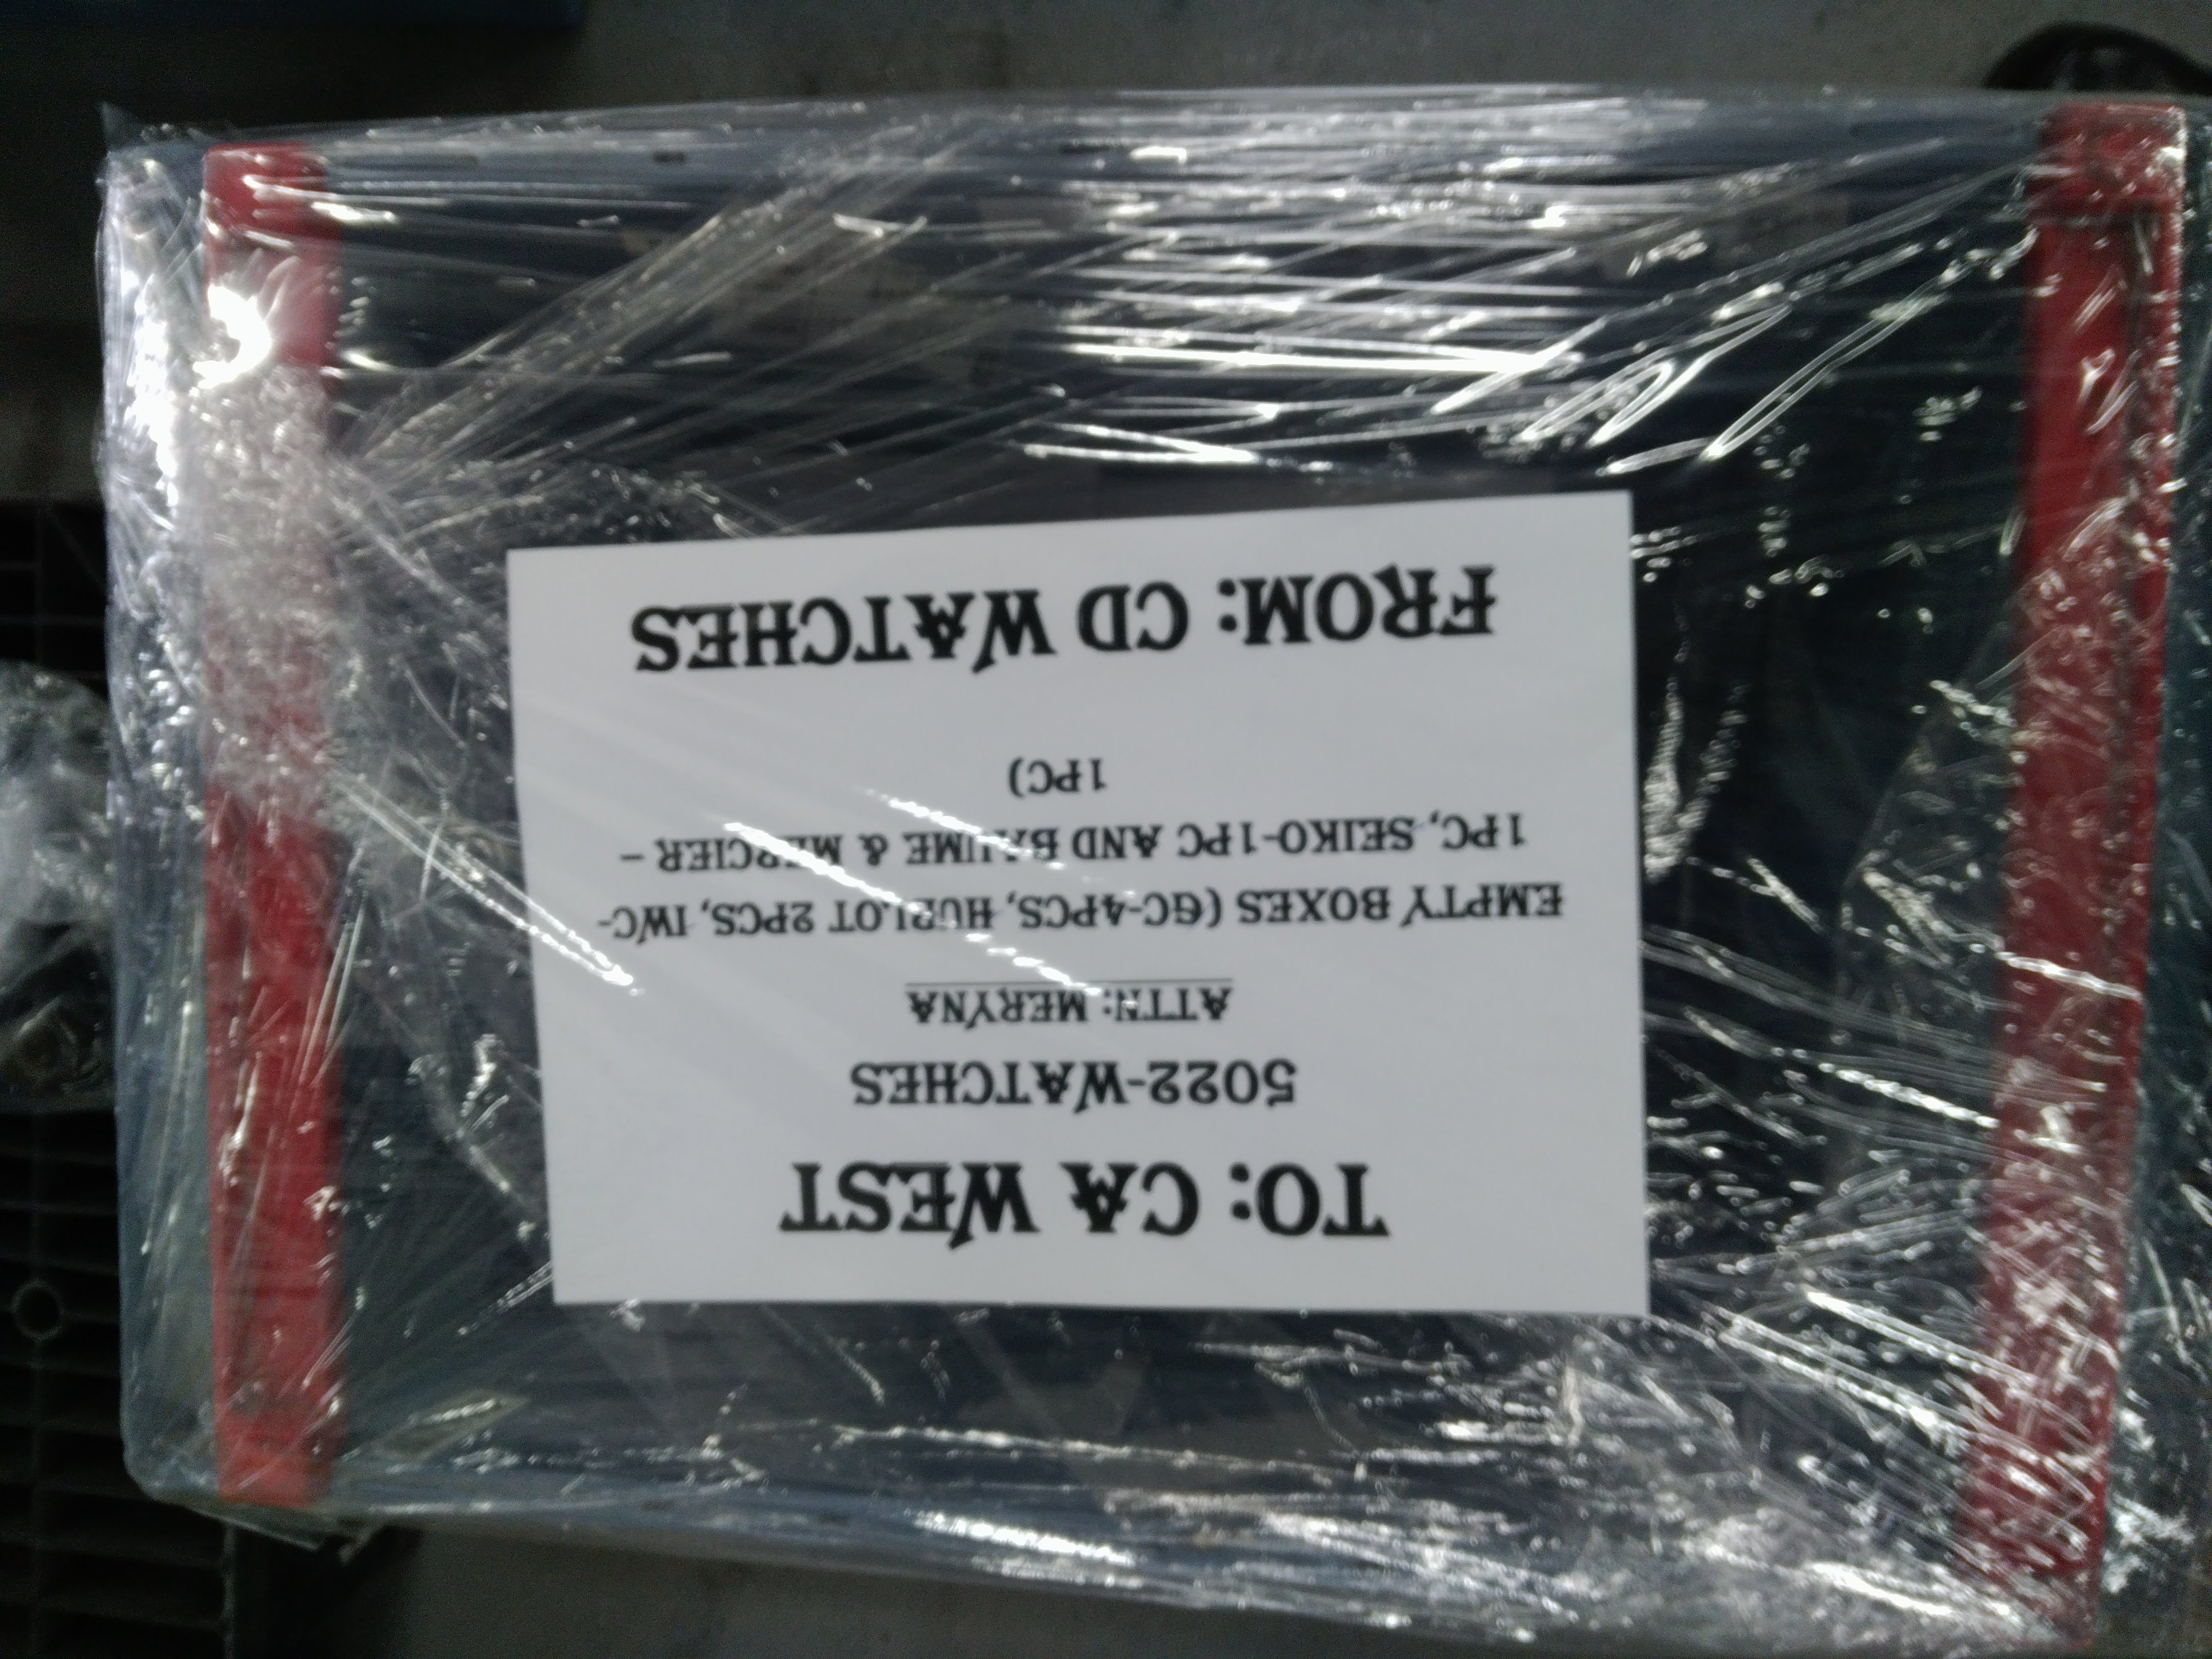 TO: CA WEST
5022-WATCHES
ATTN: MERYNA
EMPTY BOXES (GC-4PCS, HUBLOT 2PCS, IWC-
1PC, SEIKO-1PC AND BAUME & MERCIER –
1PC)
FROM: CD WATCHES